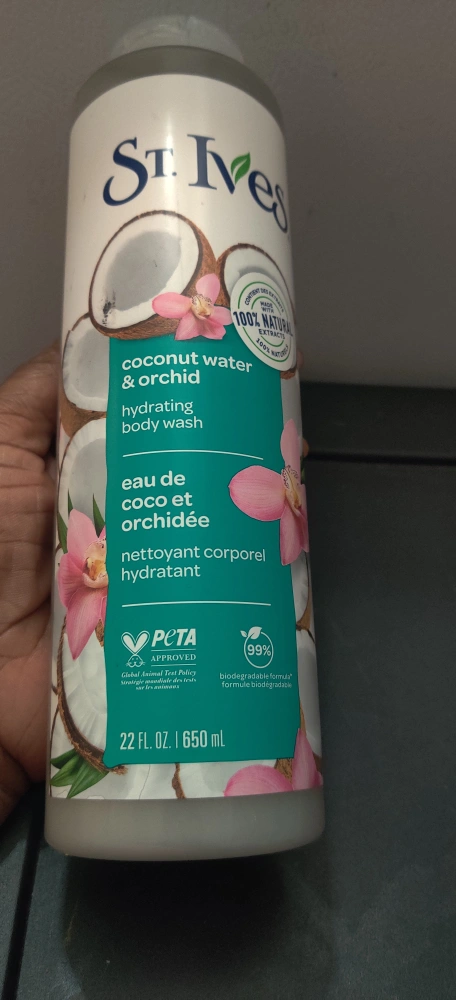 ST. Ives
MADE
WITH
100% NATURAL
EXTRACTS
coconut water
& orchid
hydrating
body wash
eau de
coco et
orchidée
nettoyant corporel
hydratant
PETA
APPROVED
Global Animal Test Policy
Stratégie mondiale des tests
sur les animaux
99%
biodegradable formula*
formule biodégradable
22 FL. OZ. | 650 mL